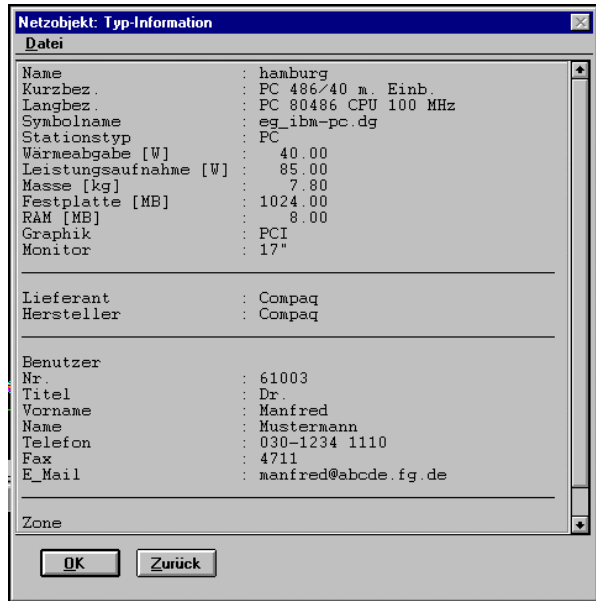 Netzobjekt: Typ-Information
Datei
Name : hamburg
Kurzbez. : PC 486/40 m. Einb.
Langbez. : PC 80486 CPU 100 MHz
Symbolname : eg_ibm-pc.dg
Stationstyp : PC
Wärmeabgabe [W] : 40.00
Leistungsaufnahme [W] : 85.00
Masse [kg] : 7.80
Festplatte [MB] : 1024.00
RAM [MB] : 8.00
Graphik : PCI
Monitor : 17"
Lieferant : Compaq
Hersteller : Compaq
Benutzer
Nr. : 61003
Titel : Dr.
Vorname : Manfred
Name : Mustermann
Telefon : 030-1234 1110
Fax : 4711
E_Mail : manfred@abcde.fg.de
Zone
OK Zurück